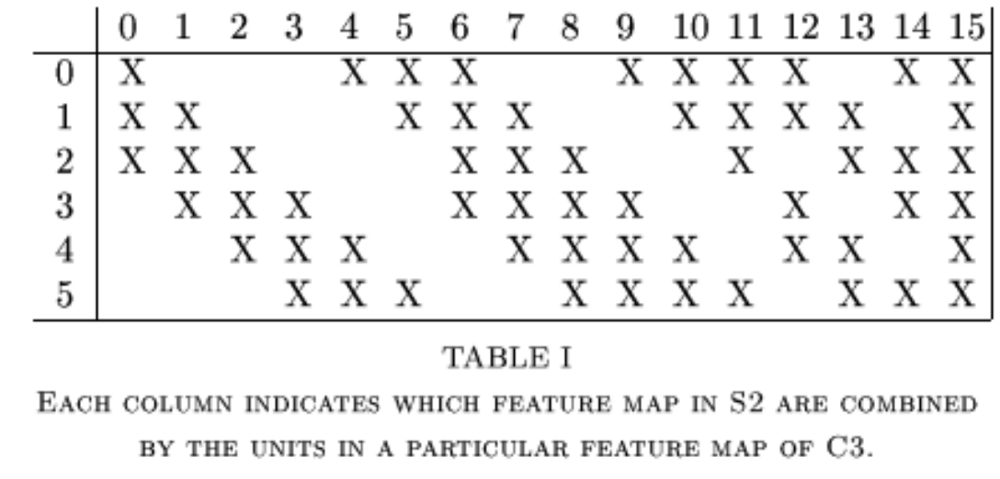 0 1 2 3 4 5 6 7 8 9 10 11 12 13 14 15
0 X X X X X X X X X X
1 X X X X X X X X X X
2 X X X X X X X X X X
3 X X X X X X X X X X
4 X X X X X X X X X X
5 X X X X X X X X X X
TABLE I
EACH COLUMN INDICATES WHICH FEATURE MAP IN S2 ARE COMBINED
BY THE UNITS IN A PARTICULAR FEATURE MAP OF C3.